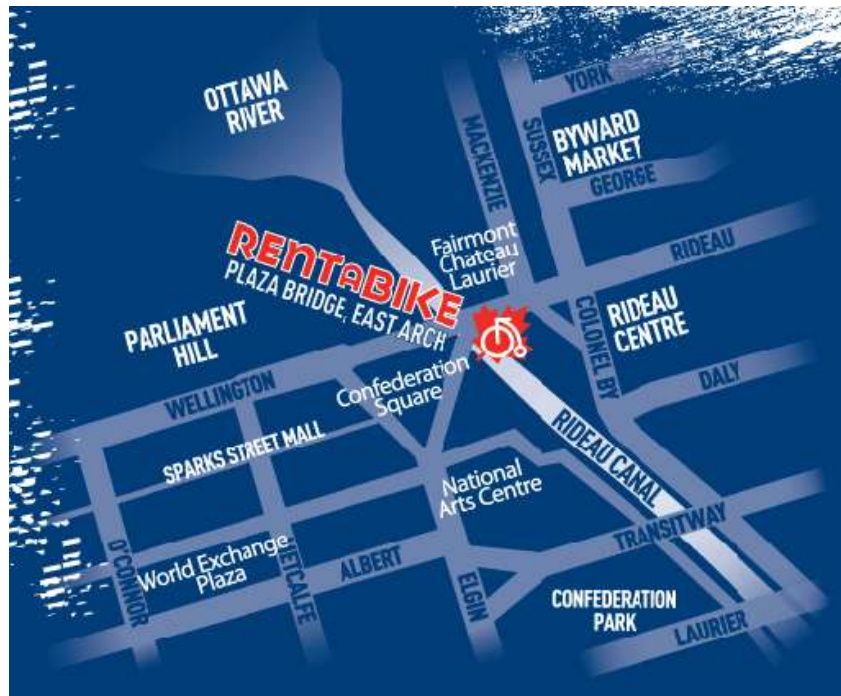 OTTAWA
RIVER
YORK
MACKENZIE
SUSSEX
BYWARD
MARKET
GEORGE
Fairmont
Chateau
Laurier
RIDEAU
RENTABIKE
PLAZA BRIDGE, EAST ARCH
PARLIAMENT
HILL
COLONEL BY
RIDEAU
CENTRE
WELLINGTON
Confederation
Square
DALY
SPARKS STREET MALL
RIDEAU CANAL
National
Arts Centre
TRANSITWAY
O'CONNOR
World Exchange
Plaza
METCALFE
ALBERT
ELGIN
CONFEDERATION
PARK
LAURIER